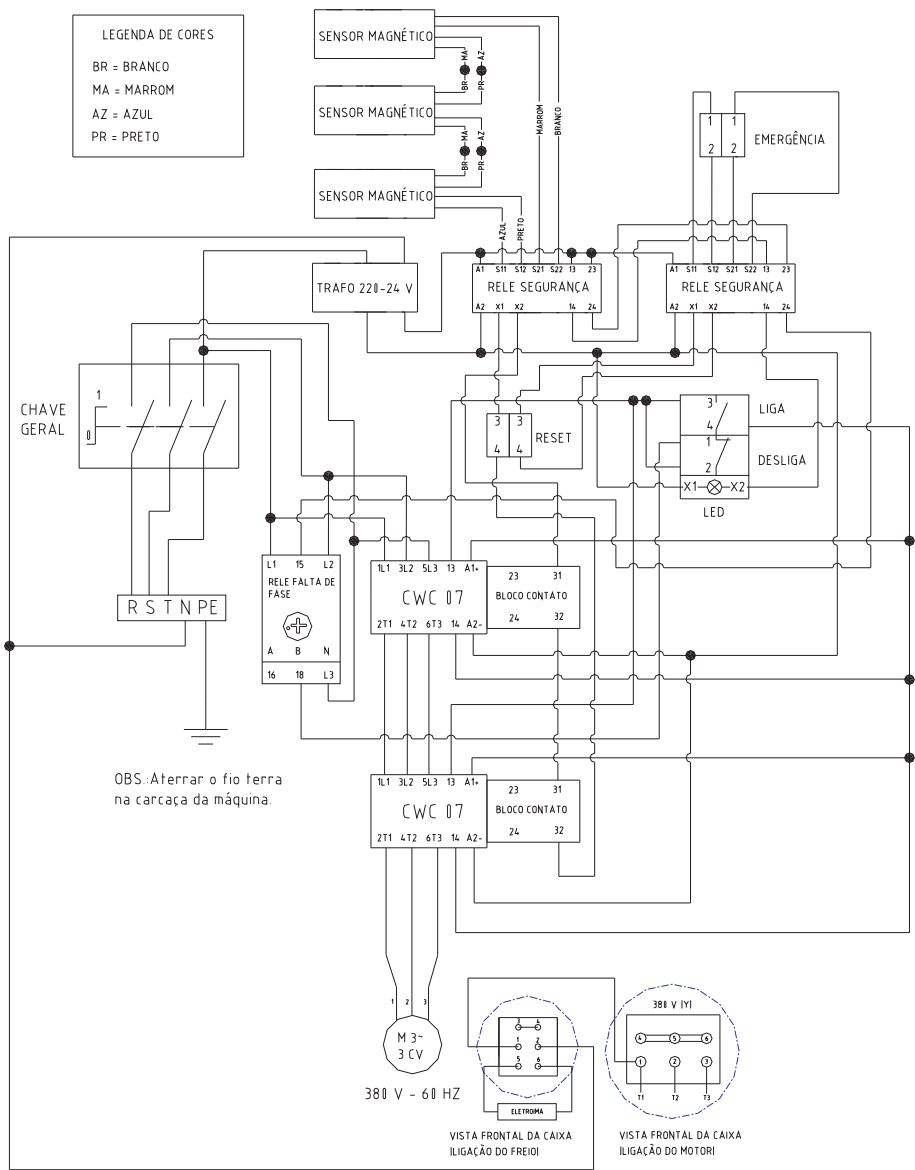 LEGENDA DE CORES
BR = BRANCO
MA = MARROM
AZ = AZUL
PR = PRETO
SENSOR MAGNÉTICO
MA
AZ
BR
PR
SENSOR MAGNÉTICO
MA
AZ
BR
PR
SENSOR MAGNÉTICO
MARROM
BRANCO
AZUL
PRETO
1 1
2 2
EMERGÊNCIA
TRAFO 220-24 V
A1 S11 S12 S21 S22 13 23
RELE SEGURANÇA
A2 X1 X2 14 24
A1 S11 S12 S21 S22 13 23
RELE SEGURANÇA
A2 X1 X2 14 24
CHAVE
GERAL
1
0
3 3
4 4
RESET
3
4
LIGA
1
2
DESLIGA
X1 X2
LED
R S T N PE
L1 15 L2
RELE FALTA DE
FASE
A B N
16 18 L3
1L1 3L2 5L3 13 A1+
CWC 07
2T1 4T2 6T3 14 A2-
23 31
BLOCO CONTATO
24 32
OBS.:Aterrar o fio terra
na carcaça da máquina.
1L1 3L2 5L3 13 A1+
CWC 07
2T1 4T2 6T3 14 A2-
23 31
BLOCO CONTATO
24 32
1 2 3
M 3~
3 CV
380 V - 60 HZ
3 4
1 2
5 6
ELETROIMÃ
VISTA FRONTAL DA CAIXA
(LIGAÇÃO DO FREIO)
380 V (Y)
4 5 6
1 2 3
T1 T2 T3
VISTA FRONTAL DA CAIXA
(LIGAÇÃO DO MOTOR)